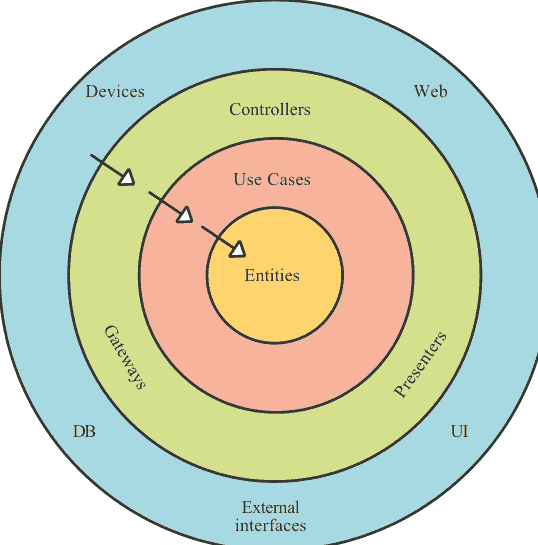 Devices
Web
Controllers
Use Cases
Entities
Gateways
Presenters
DB
UI
External
interfaces